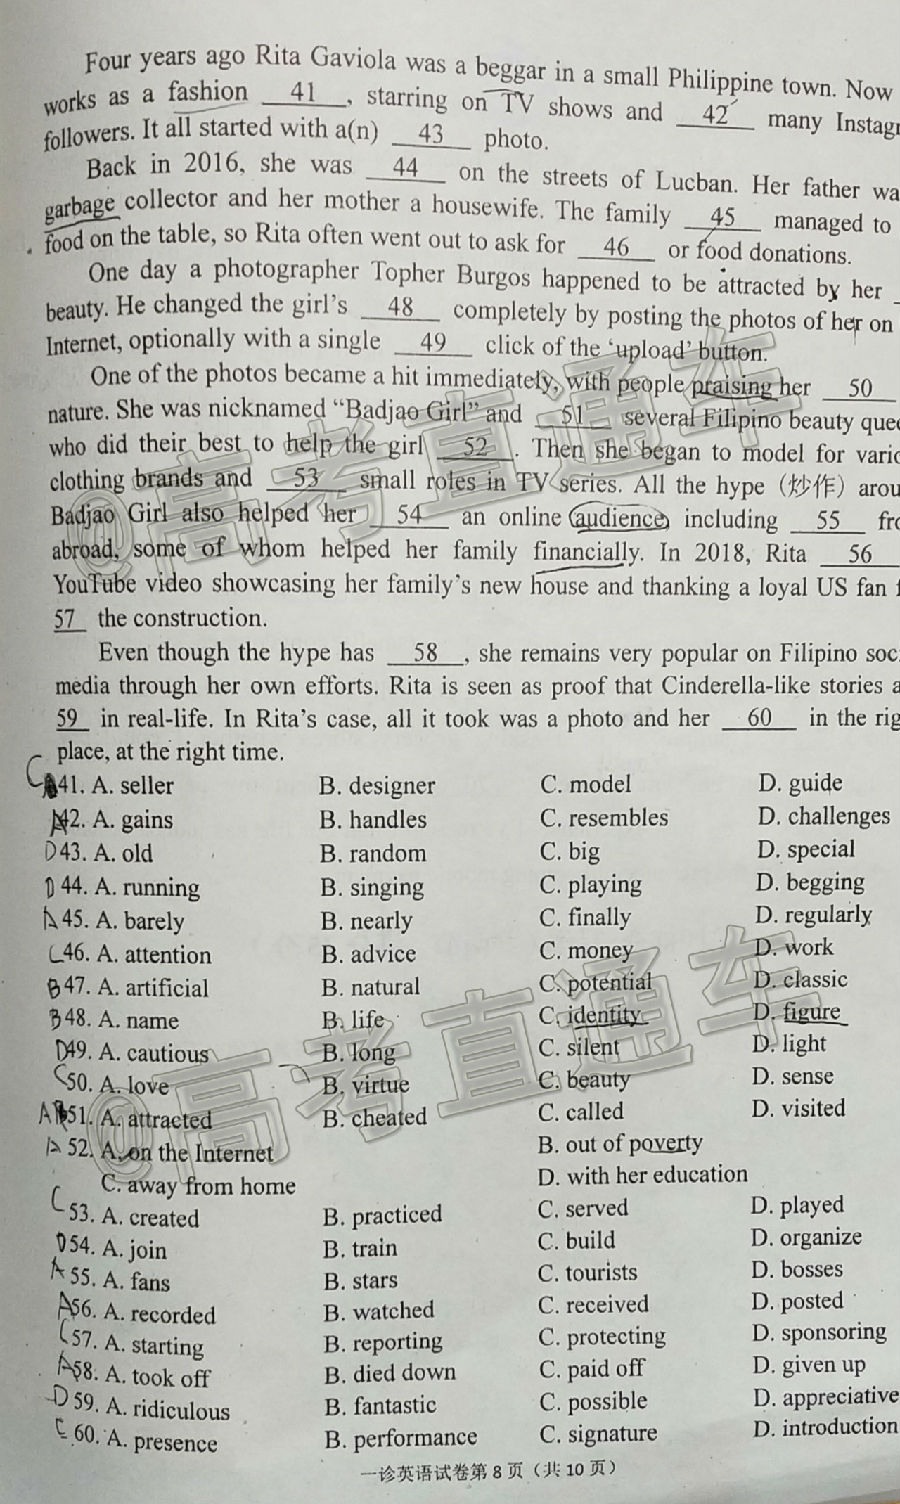 Four years ago Rita Gaviola was a beggar in a small Philippine town. Now
works as a fashion 41, starring on TV shows and 42 many Instagr
followers. It all started with a(n) 43 photo.
Back in 2016, she was 44 on the streets of Lucban. Her father wa
garbage collector and her mother a housewife. The family 45 managed to
food on the table, so Rita often went out to ask for 46 or food donations.
One day a photographer Topher Burgos happened to be attracted by her
beauty. He changed the girl's 48 completely by posting the photos of her on
Internet, optionally with a single 49 click of the 'upload' button.
One of the photos became a hit immediately, with people praising her 50
nature. She was nicknamed "Badjao Girl" and 51 several Filipino beauty quee
who did their best to help the girl 52. Then she began to model for vario
clothing brands and 53 small roles in TV series. All the hype (炒作) arou
Badjao Girl also helped her 54 an online audience, including 55 fro
abroad, some of whom helped her family financially. In 2018, Rita 56
YouTube video showcasing her family's new house and thanking a loyal US fan f
57 the construction.
Even though the hype has 58, she remains very popular on Filipino soc
media through her own efforts. Rita is seen as proof that Cinderella-like stories a
59 in real-life. In Rita's case, all it took was a photo and her 60 in the rig
place, at the right time.
C 41. A. seller B. designer C. model D. guide
A 42. A. gains B. handles C. resembles D. challenges
D 43. A. old B. random C. big D. special
D 44. A. running B. singing C. playing D. begging
A 45. A. barely B. nearly C. finally D. regularly
C 46. A. attention B. advice C. money D. work
B 47. A. artificial B. natural C. potential D. classic
B 48. A. name B. life C. identity D. figure
D 49. A. cautious B. long C. silent D. light
C 50. A. love B. virtue C. beauty D. sense
A 51. A. attracted B. cheated C. called D. visited
A 52. A. on the Internet B. out of poverty
C. away from home D. with her education
C 53. A. created B. practiced C. served D. played
D 54. A. join B. train C. build D. organize
A 55. A. fans B. stars C. tourists D. bosses
A 56. A. recorded B. watched C. received D. posted
C 57. A. starting B. reporting C. protecting D. sponsoring
A 58. A. took off B. died down C. paid off D. given up
D 59. A. ridiculous B. fantastic C. possible D. appreciative
C 60. A. presence B. performance C. signature D. introduction
一诊英语试卷第 8 页（共 10 页）
@高考直通车
@高考直通车